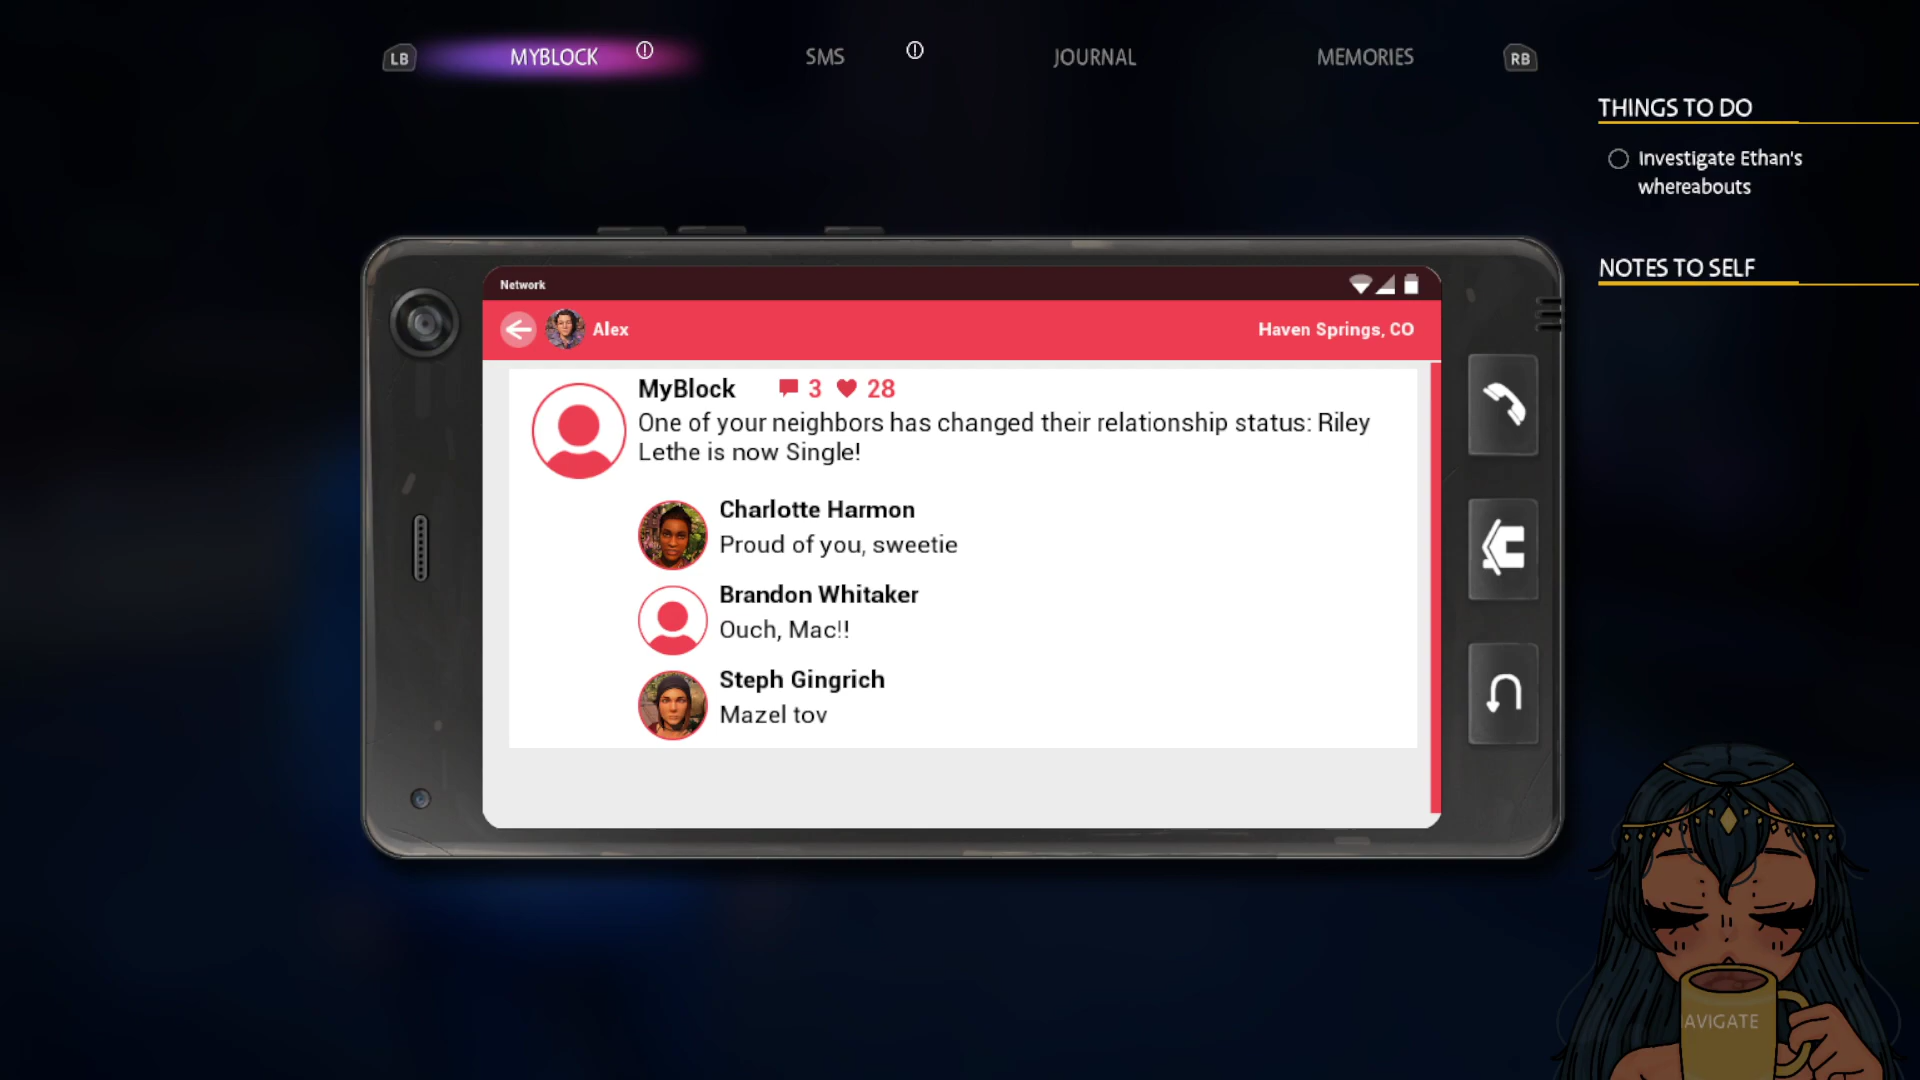 LB
MYBLOCK
SMS
JOURNAL
MEMORIES
RB
THINGS TO DO
Investigate Ethan's
whereabouts
NOTES TO SELF
Network
Alex
Haven Springs, CO
MyBlock 3 28
One of your neighbors has changed their relationship status: Riley
Lethe is now Single!
Charlotte Harmon
Proud of you, sweetie
Brandon Whitaker
Ouch, Mac!!
Steph Gingrich
Mazel tov
AVIGATE